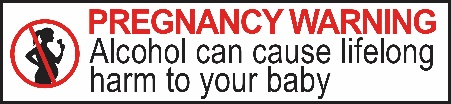 PREGNANCY WARNING
Alcohol can cause lifelong
harm to your baby